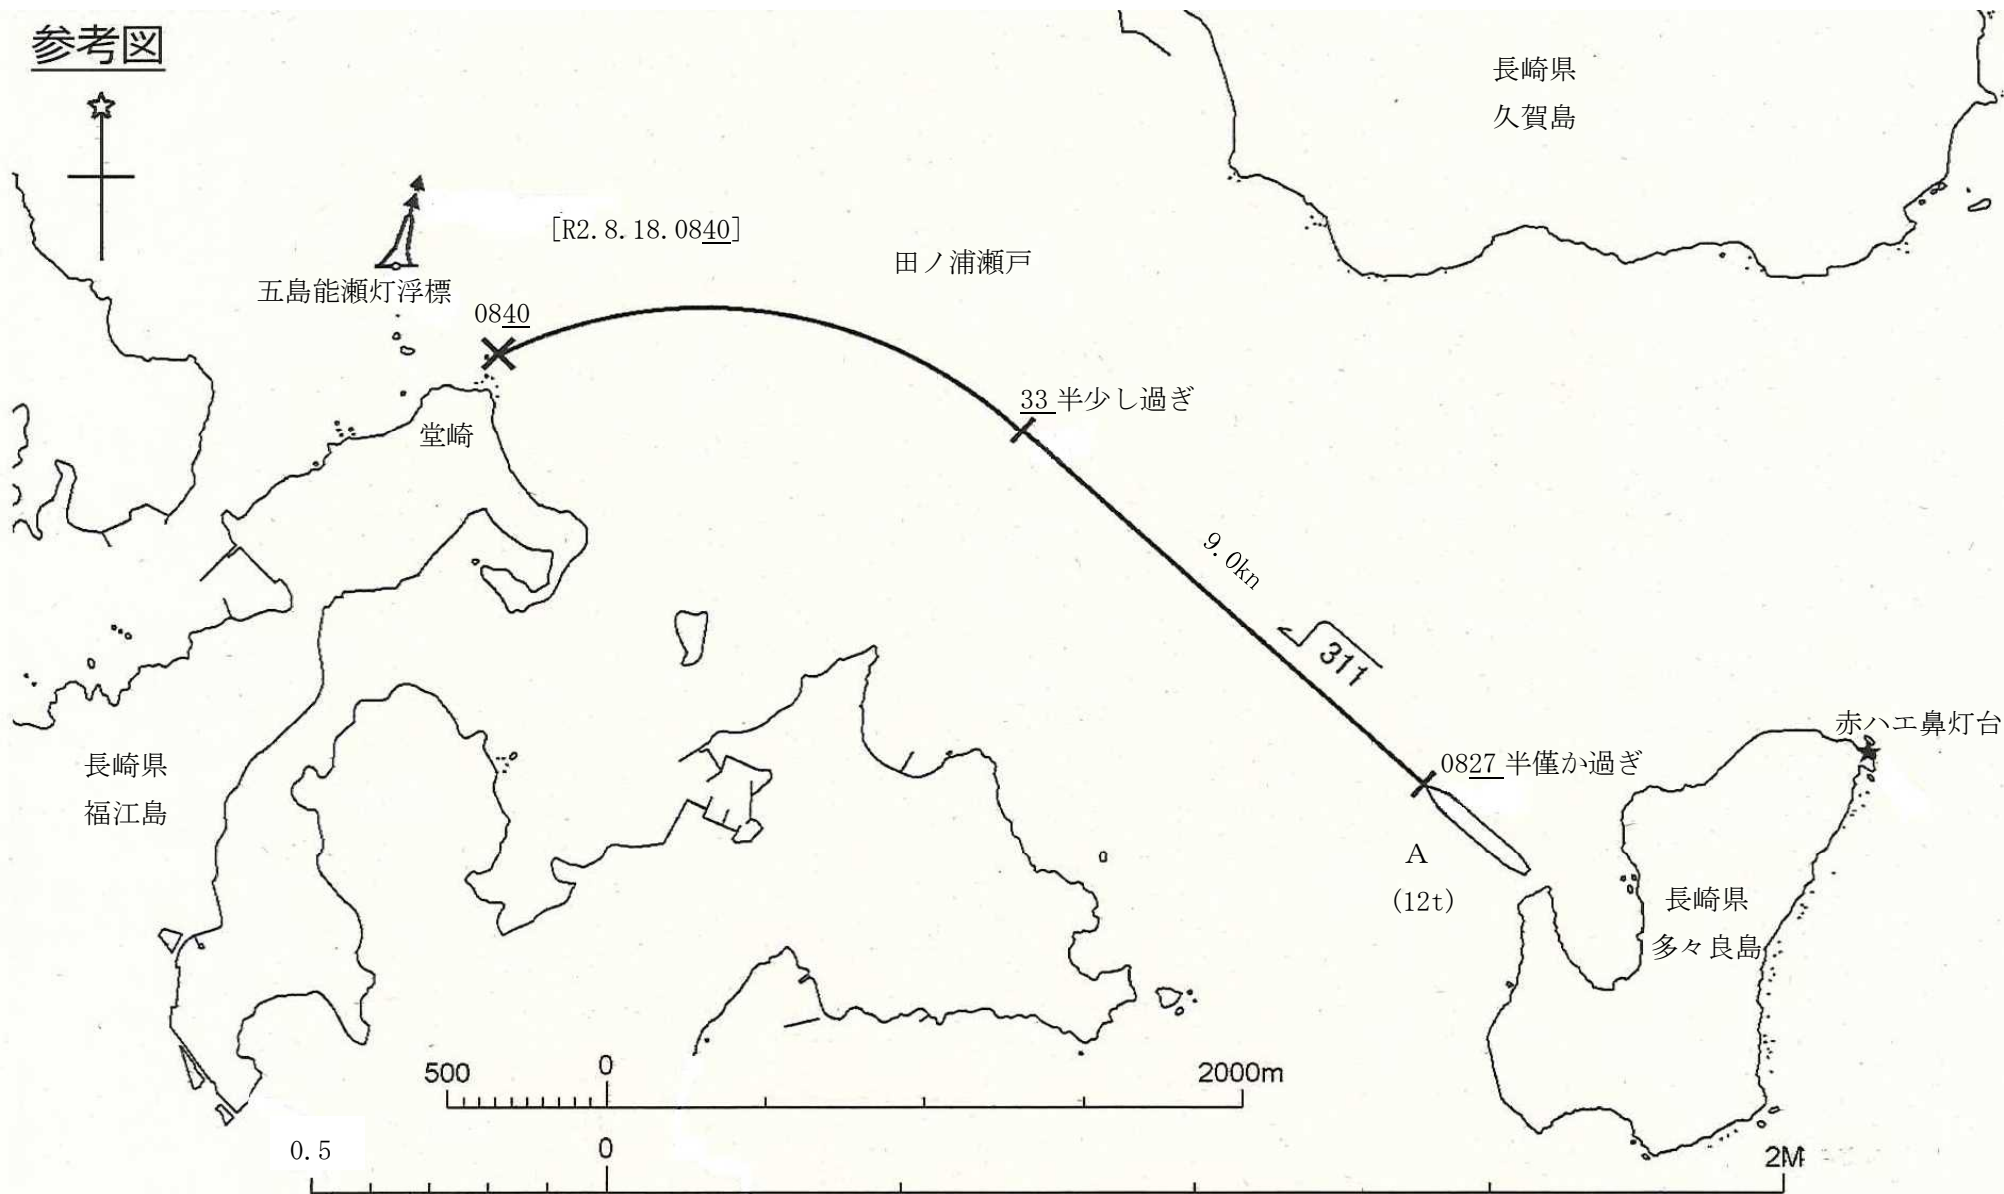 参考図
長崎県
久賀島
[R2.8.18.0840]
田ノ浦瀬戸
五島能瀬灯浮標
0840
33 半少し過ぎ
堂崎
9.0kn
311
赤ハエ鼻灯台
0827 半僅か過ぎ
長崎県
福江島
A
(12t)
長崎県
多々良島
500
0
2000m
0.5
0
2M